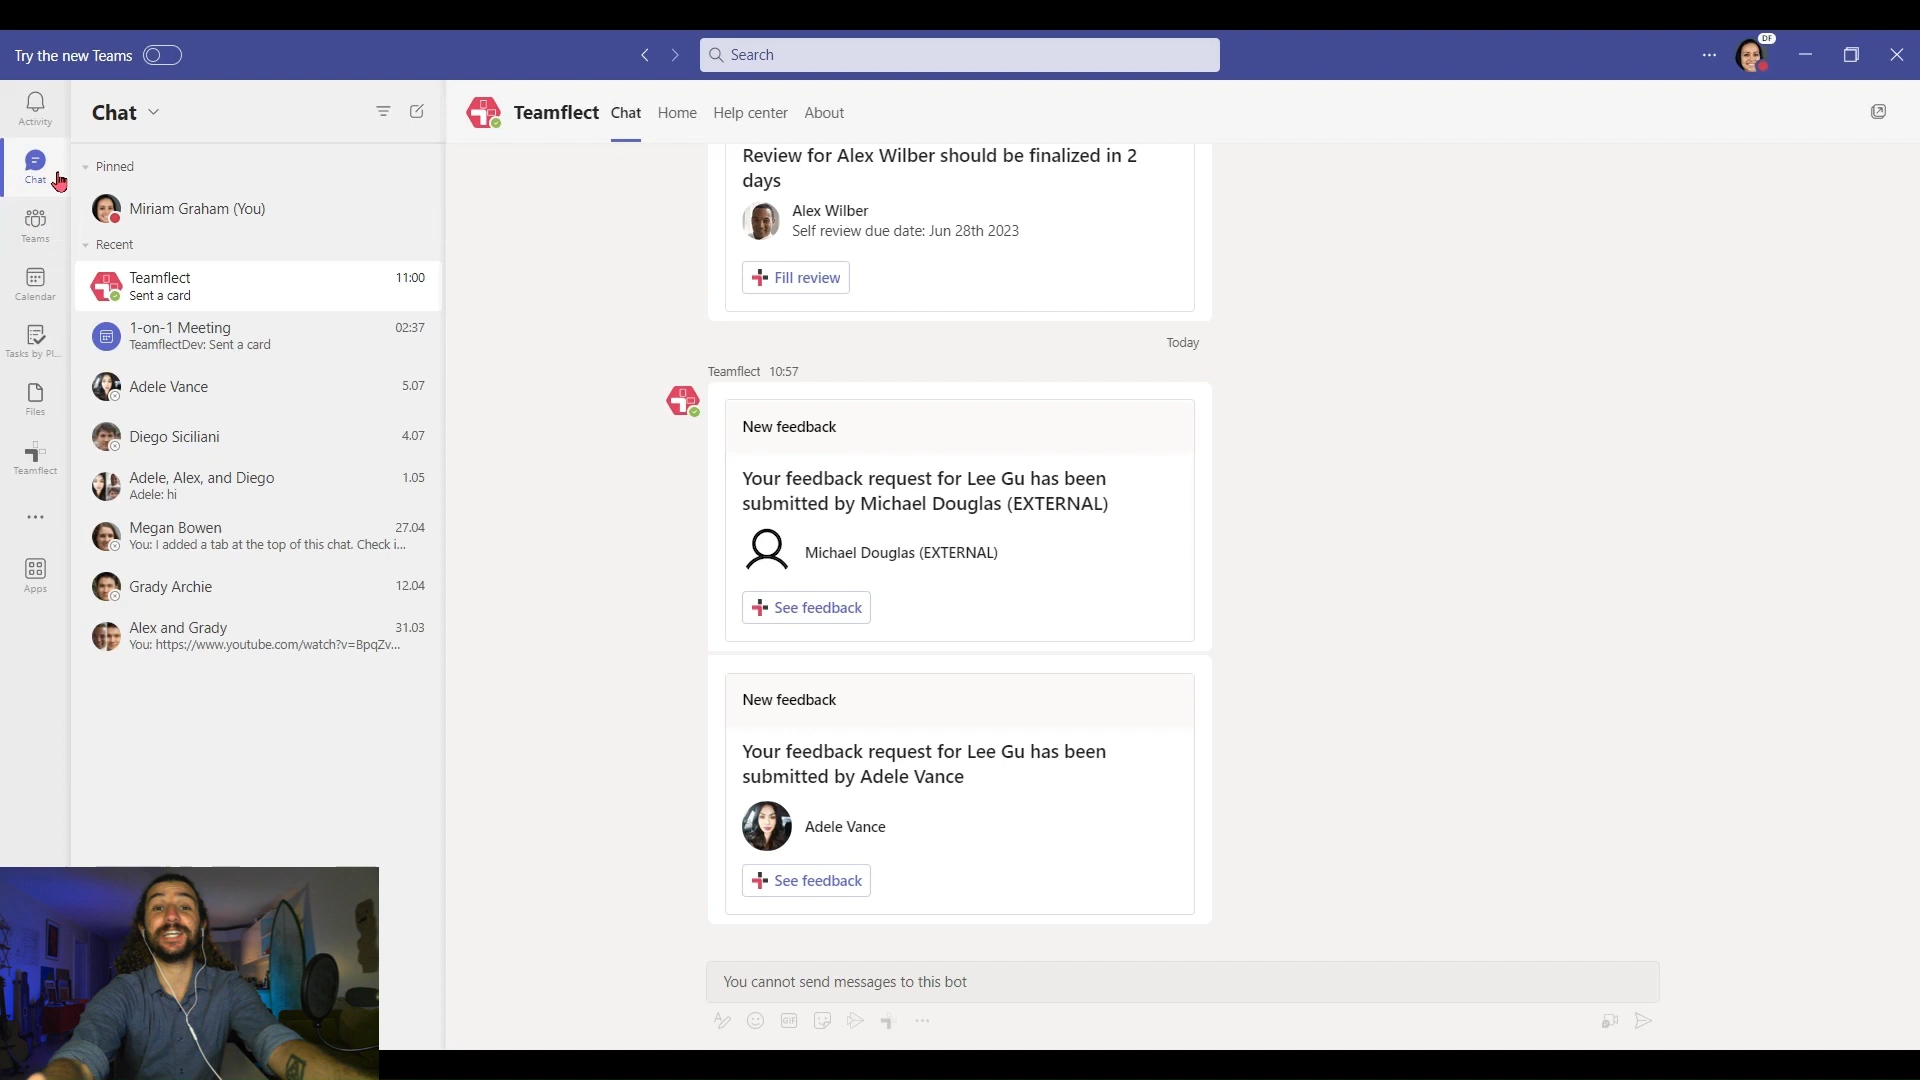 Try the new Teams
Search
DF
Activity
Chat
Teams
Calendar
Tasks by Pl...
Files
Teamflect
Apps
Chat
Pinned
Miriam Graham (You)
Recent
Teamflect 11:00
Sent a card
1-on-1 Meeting 02:37
TeamflectDev: Sent a card
Adele Vance 5.07
Diego Siciliani 4.07
Adele, Alex, and Diego 1.05
Adele: hi
Megan Bowen 27.04
You: I added a tab at the top of this chat. Check i...
Grady Archie 12.04
Alex and Grady 31.03
You: https://www.youtube.com/watch?v=BpqZv...
Teamflect Chat Home Help center About
Review for Alex Wilber should be finalized in 2
days
Alex Wilber
Self review due date: Jun 28th 2023
Fill review
Today
Teamflect 10:57
New feedback
Your feedback request for Lee Gu has been
submitted by Michael Douglas (EXTERNAL)
Michael Douglas (EXTERNAL)
See feedback
New feedback
Your feedback request for Lee Gu has been
submitted by Adele Vance
Adele Vance
See feedback
You cannot send messages to this bot
GIF